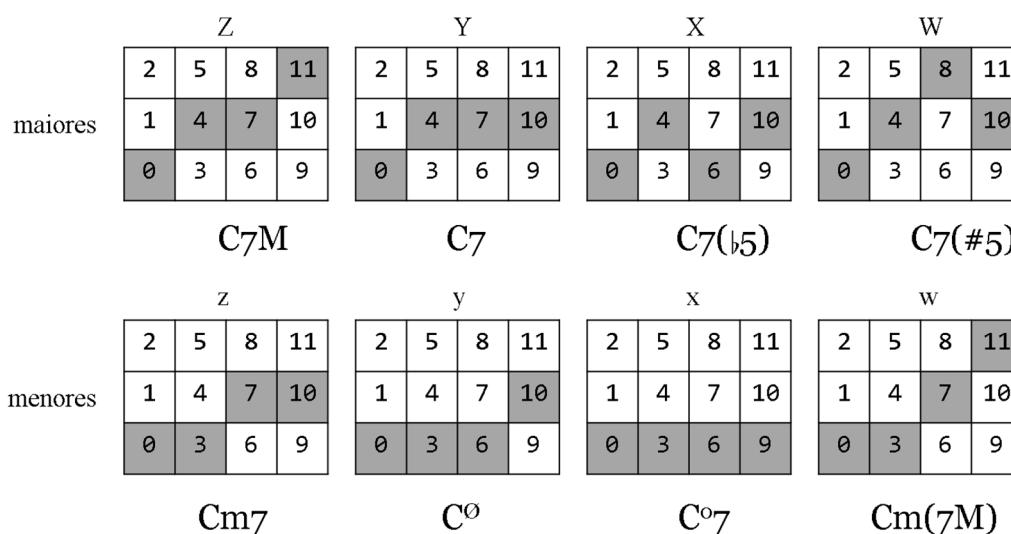 Z Y X W
2 5 8 11 2 5 8 11 2 5 8 11 2 5 8 11
maiores 1 4 7 10 1 4 7 10 1 4 7 10 1 4 7 10
0 3 6 9 0 3 6 9 0 3 6 9 0 3 6 9
C7M C7 C7(♭5) C7(#5)
z y x w
2 5 8 11 2 5 8 11 2 5 8 11 2 5 8 11
menores 1 4 7 10 1 4 7 10 1 4 7 10 1 4 7 10
0 3 6 9 0 3 6 9 0 3 6 9 0 3 6 9
Cm7 CØ Cº7 Cm(7M)